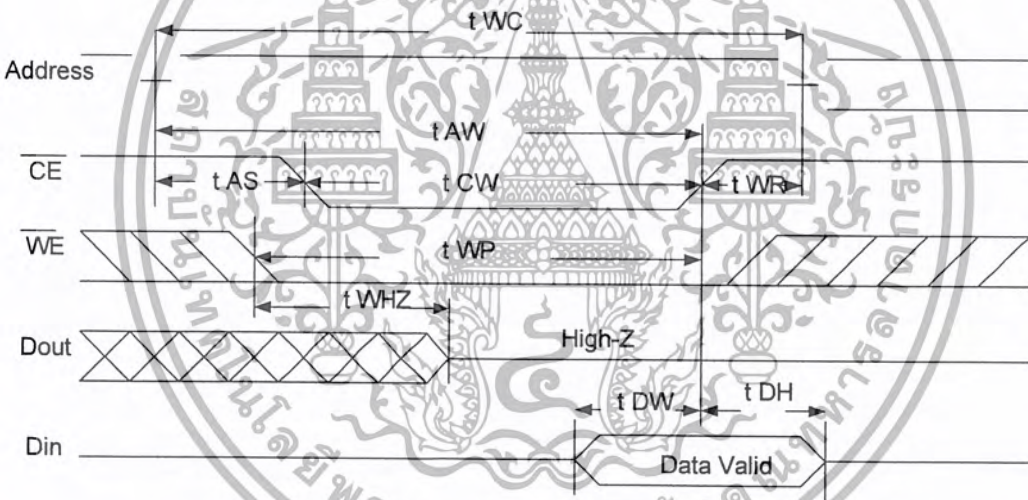 t WC
Address
t AW
CE
t AS
t CW
t WR
WE
t WP
t WHZ
Dout
High-Z
t DW
t DH
Din
Data Valid